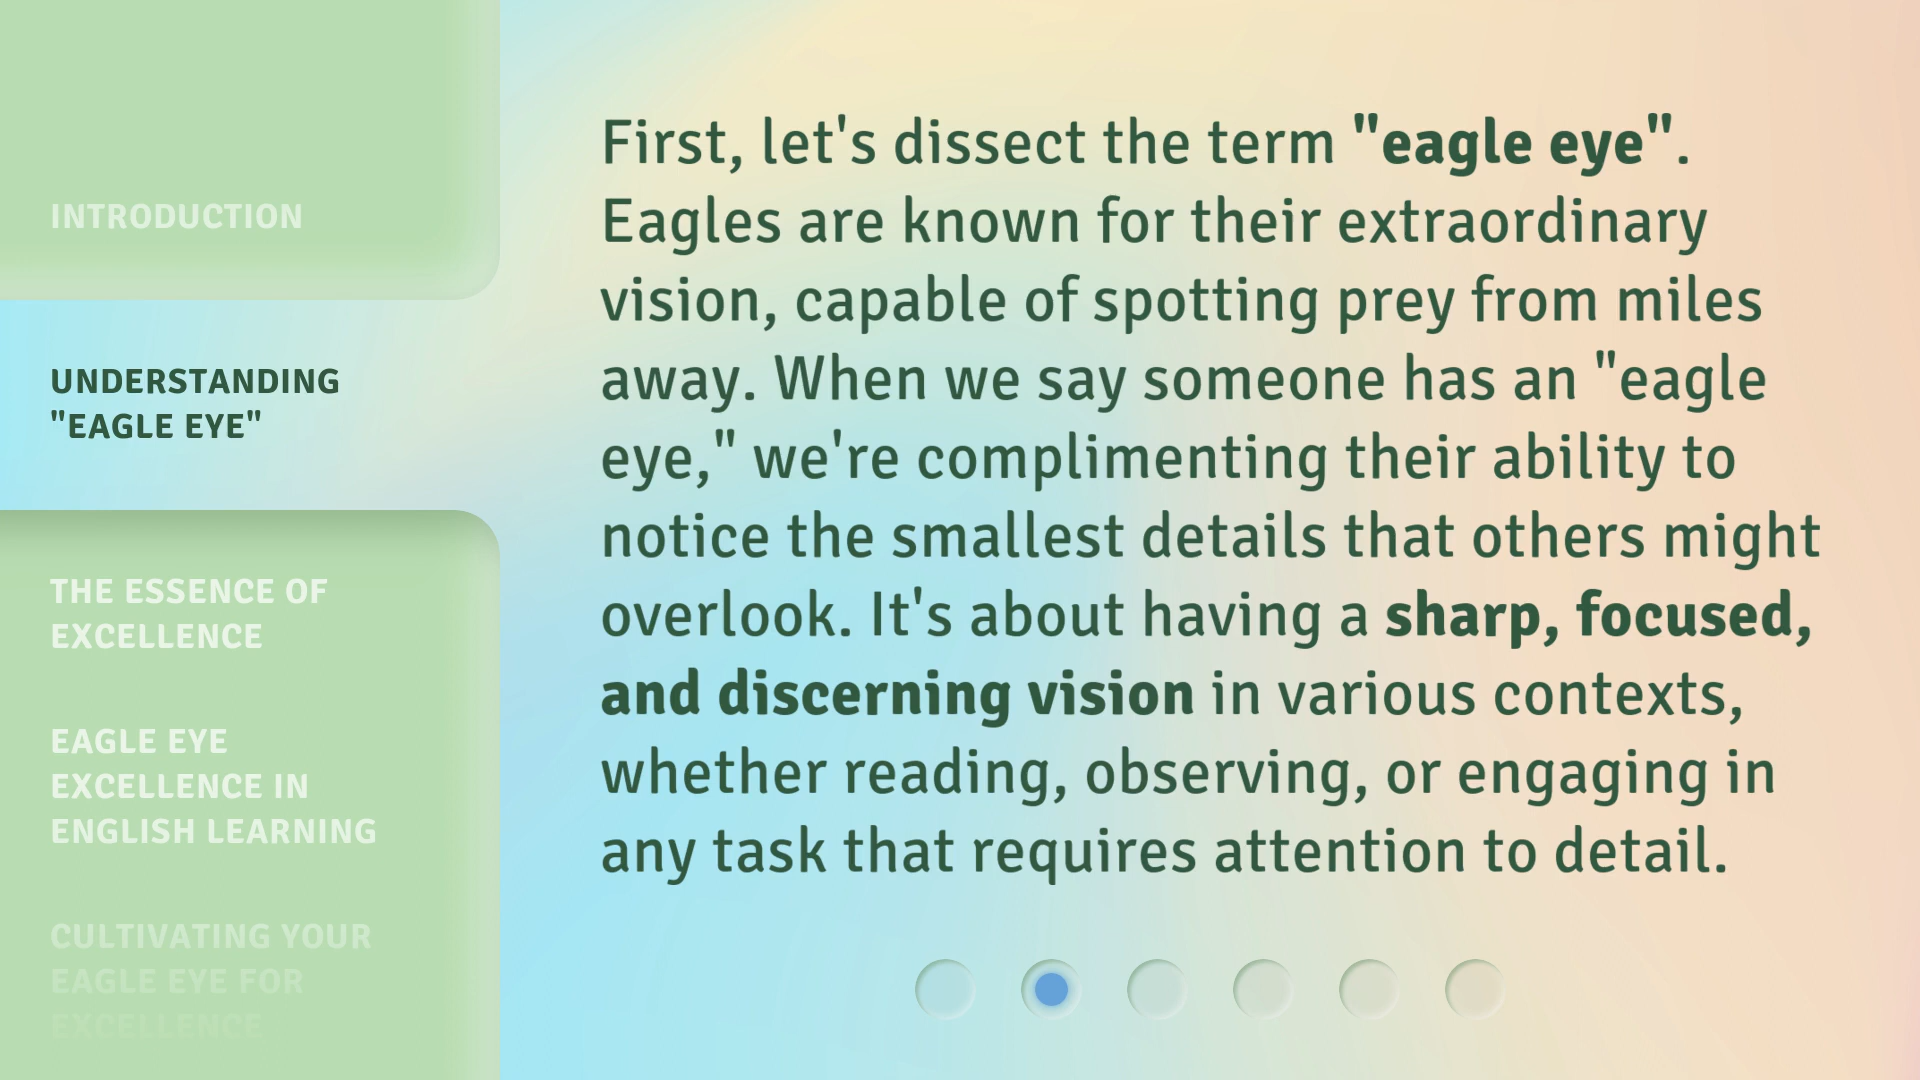 INTRODUCTION
UNDERSTANDING
"EAGLE EYE"
THE ESSENCE OF
EXCELLENCE
EAGLE EYE
EXCELLENCE IN
ENGLISH LEARNING
CULTIVATING YOUR
EAGLE EYE FOR
EXCELLENCE
First, let's dissect the term "eagle eye".
Eagles are known for their extraordinary
vision, capable of spotting prey from miles
away. When we say someone has an "eagle
eye," we're complimenting their ability to
notice the smallest details that others might
overlook. It's about having a sharp, focused,
and discerning vision in various contexts,
whether reading, observing, or engaging in
any task that requires attention to detail.